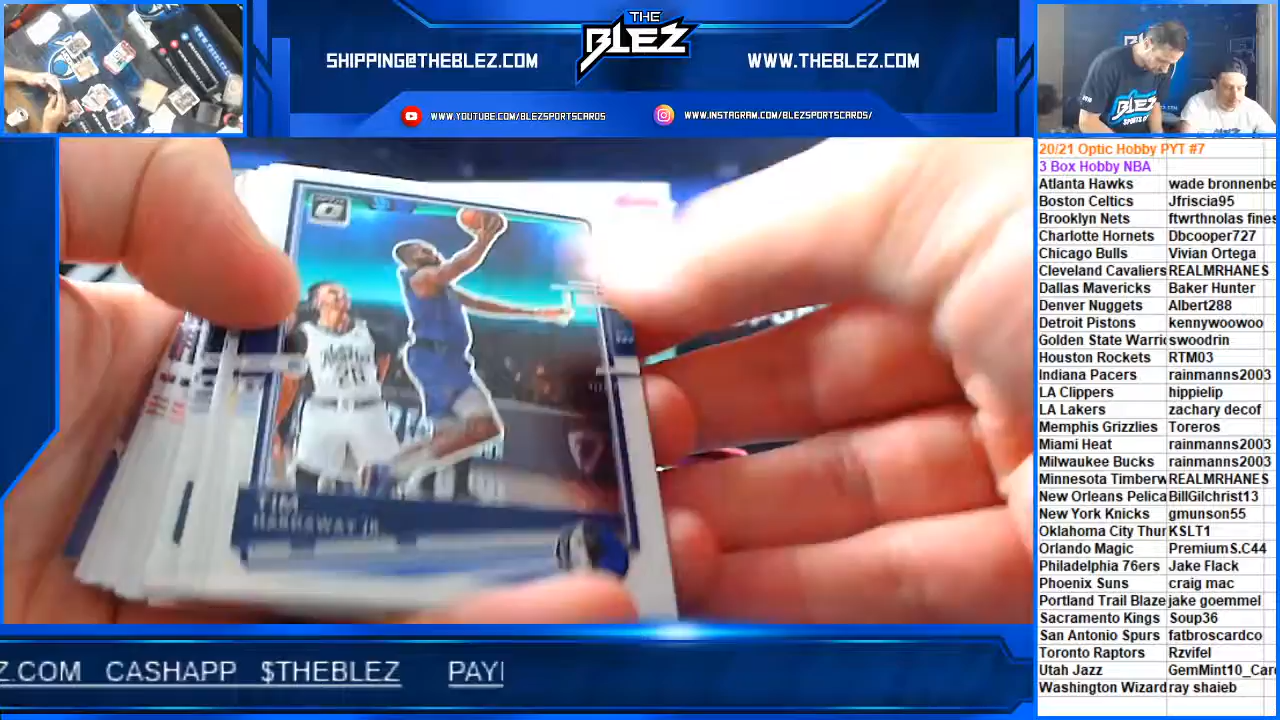 THE
BLEZ
SHIPPING@THEBLEZ.COM
WWW.THEBLEZ.COM
WWW.YOUTUBE.COM/BLEZSPORTSCARDS
WWW.INSTAGRAM.COM/BLEZSPORTSCARDS/
BLEZ
20/21 Optic Hobby PYT #7
3 Box Hobby NBA
Atlanta Hawks wade bronnenbe
Boston Celtics Jfriscia95
Brooklyn Nets ftwrthnolas fines
Charlotte Hornets Dbcooper727
Chicago Bulls Vivian Ortega
Cleveland Cavaliers REALMRHANES
Dallas Mavericks Baker Hunter
Denver Nuggets Albert288
Detroit Pistons kennywoowoo
Golden State Warri swoodrin
Houston Rockets RTM03
Indiana Pacers rainmanns2003
LA Clippers hippielip
LA Lakers zachary decof
Memphis Grizzlies Toreros
Miami Heat rainmanns2003
Milwaukee Bucks rainmanns2003
Minnesota Timberw REALMRHANES
New Orleans Pelica BillGilchrist13
New York Knicks gmunson55
Oklahoma City Thur KSLT1
Orlando Magic PremiumS.C44
Philadelphia 76ers Jake Flack
Phoenix Suns craig mac
Portland Trail Blaze jake goemmel
Sacramento Kings Soup36
San Antonio Spurs fatbroscardco
Toronto Raptors Rzvifel
Utah Jazz GemMint10_Car
Washington Wizard ray shaieb
TIM
HARDAWAY JR
Z.COM CASHAPP $THEBLEZ PAY